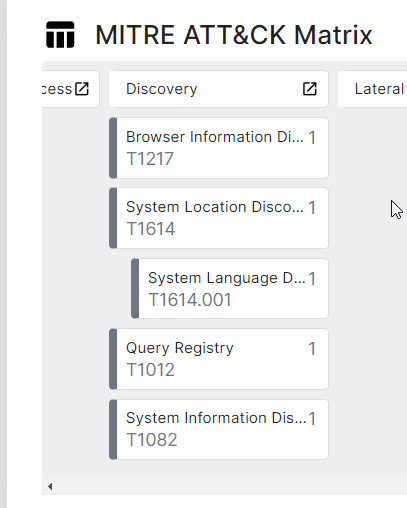 MITRE ATT&CK Matrix
cess
Discovery
Lateral
Browser Information Di... 1
T1217
System Location Disco... 1
T1614
System Language D... 1
T1614.001
Query Registry 1
T1012
System Information Dis... 1
T1082